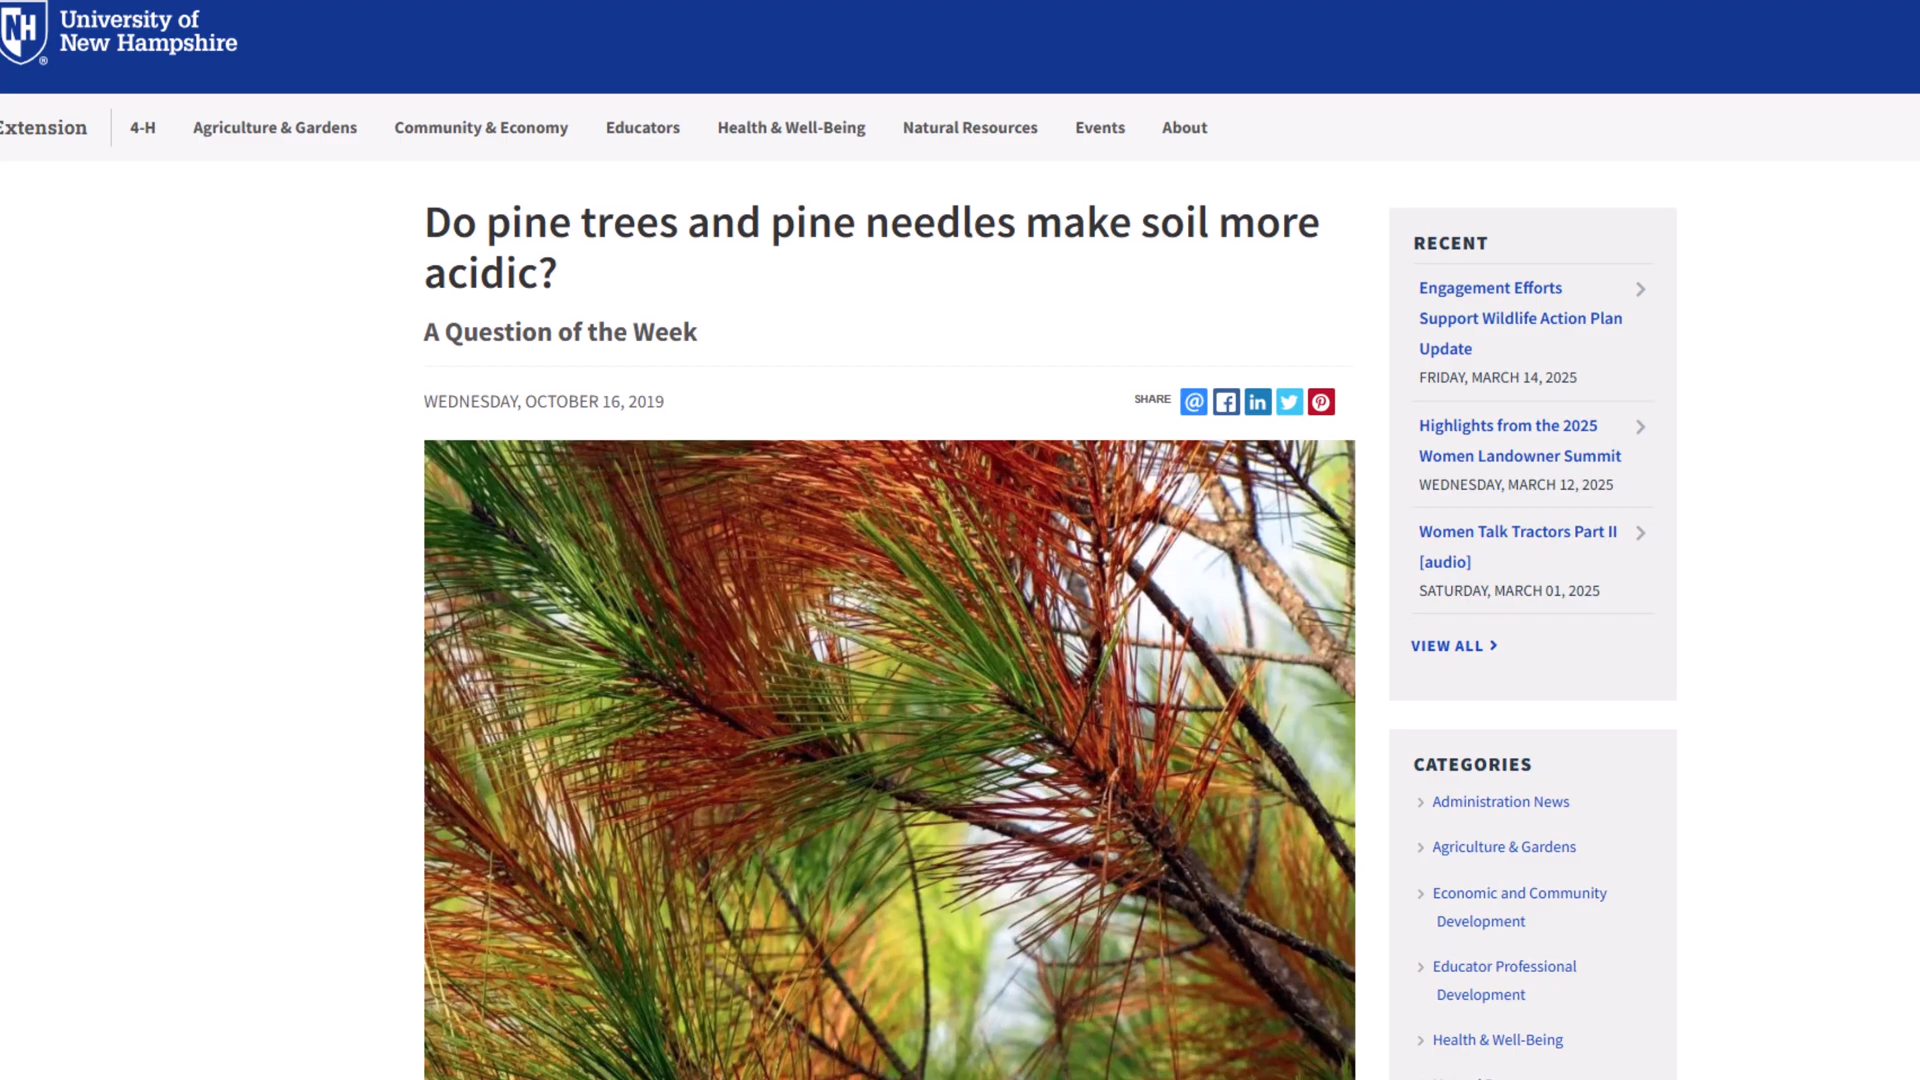 NH
®
University of
New Hampshire
Extension
4-H
Agriculture & Gardens
Community & Economy
Educators
Health & Well-Being
Natural Resources
Events
About
Do pine trees and pine needles make soil more
acidic?
A Question of the Week
WEDNESDAY, OCTOBER 16, 2019
SHARE
RECENT
Engagement Efforts
Support Wildlife Action Plan
Update
FRIDAY, MARCH 14, 2025
Highlights from the 2025
Women Landowner Summit
WEDNESDAY, MARCH 12, 2025
Women Talk Tractors Part II
[audio]
SATURDAY, MARCH 01, 2025
VIEW ALL
CATEGORIES
Administration News
Agriculture & Gardens
Economic and Community
Development
Educator Professional
Development
Health & Well-Being